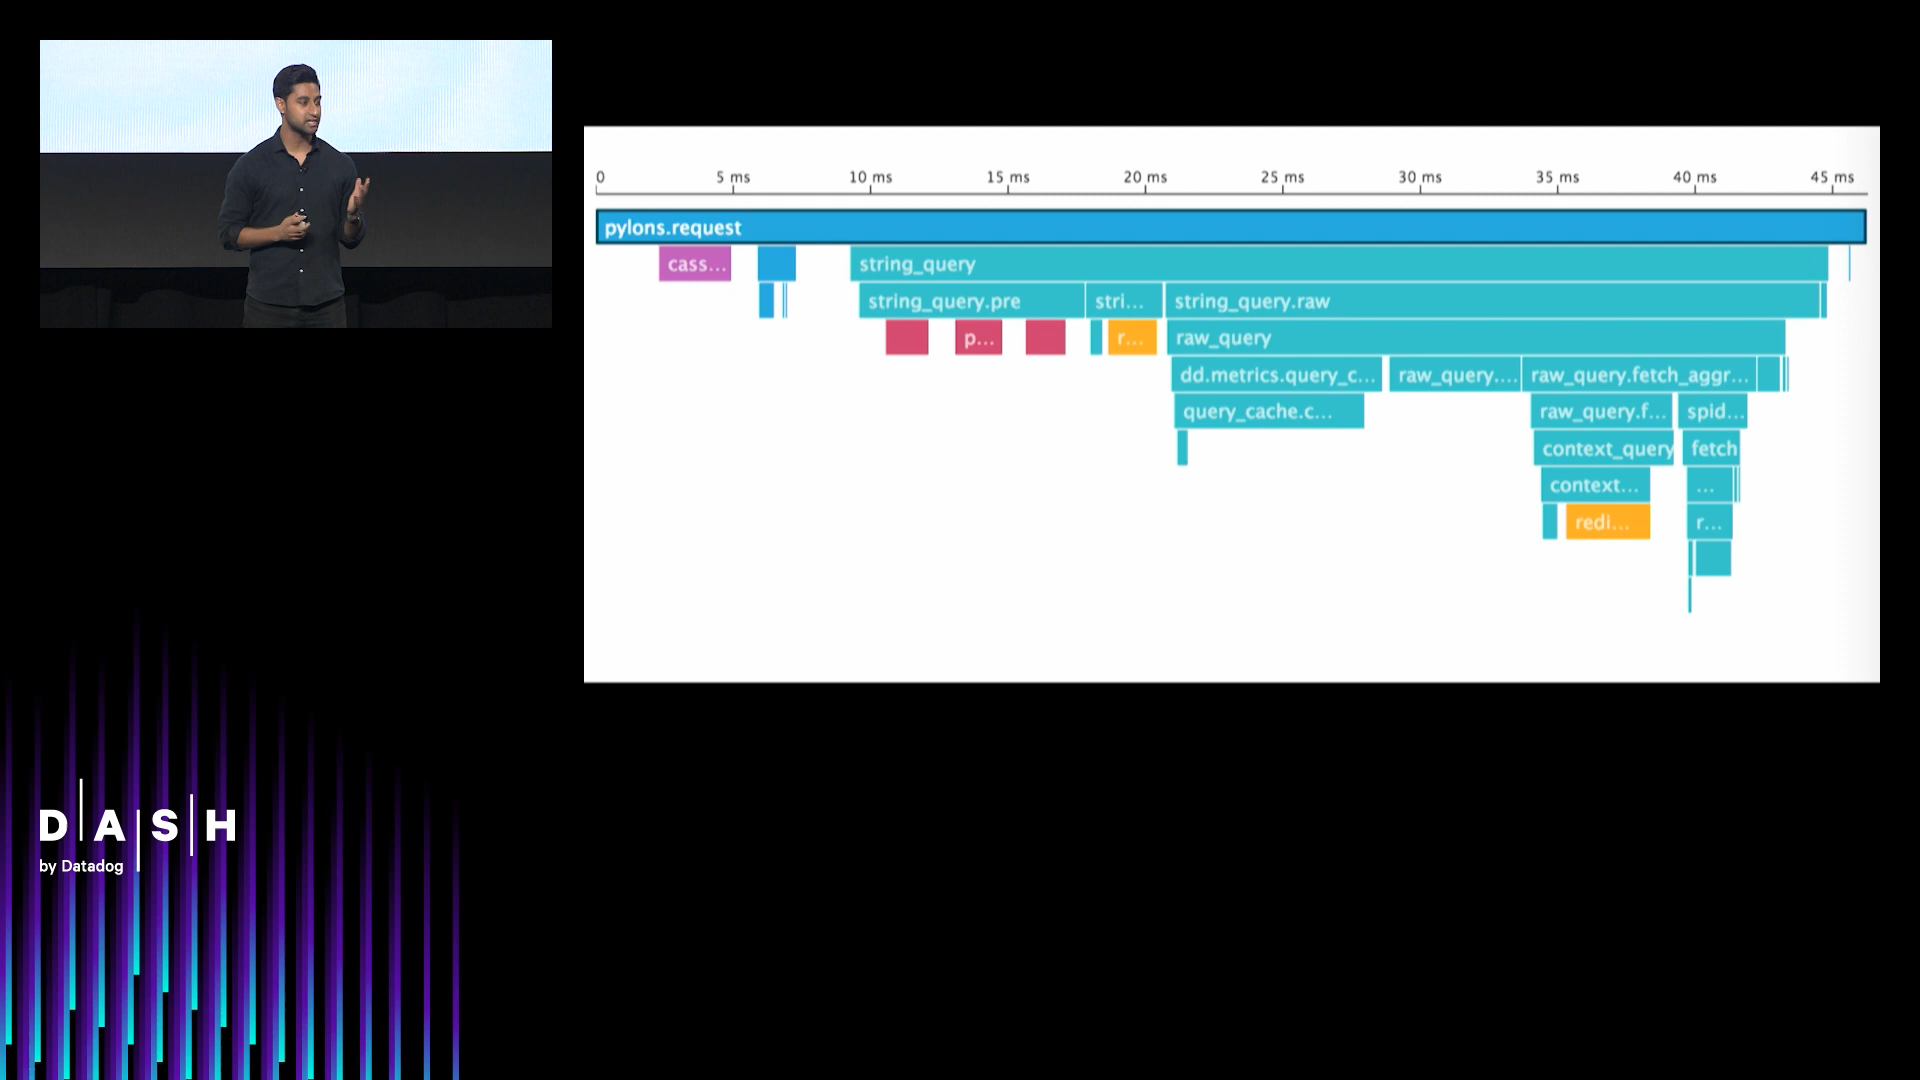 0 5 ms 10 ms 15 ms 20 ms 25 ms 30 ms 35 ms 40 ms 45 ms
pylons.request
cass... string_query
string_query.pre stri... string_query.raw
p... r... raw_query
dd.metrics.query_c... raw_query.... raw_query.fetch_aggr...
query_cache.c... raw_query.f... spid...
context_query fetch
context... ...
redi... r...
DASH
by Datadog